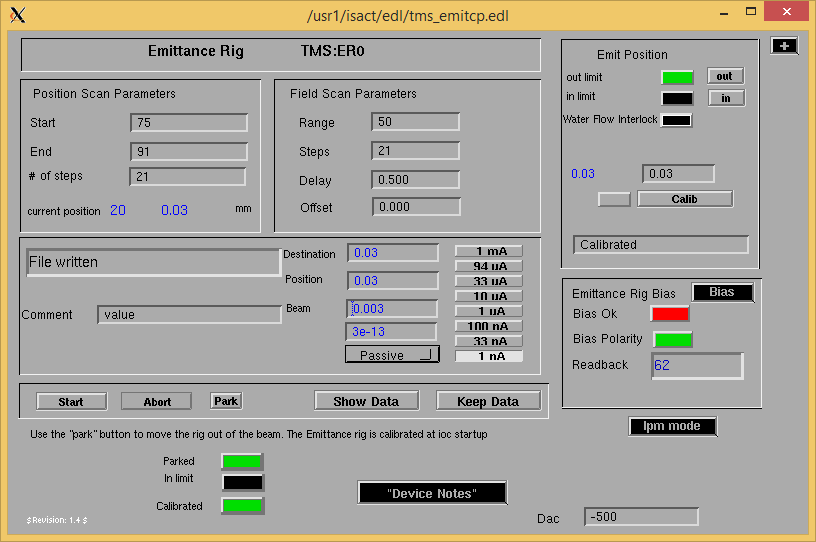 /usr1/isact/edl/tms_emitcp.edl
Emittance Rig TMS:ER0
+
Position Scan Parameters
Start 75
End 91
# of steps 21
current position 20 0.03 mm
Field Scan Parameters
Range 50
Steps 21
Delay 0.500
Offset 0.000
Emit Position
out limit out
in limit in
Water Flow Interlock
0.03 0.03
Calib
Calibrated
File written
Comment value
Destination 0.03
Position 0.03
Beam 0.003
3e-13
Passive
1 mA
94 uA
33 uA
10 uA
1 uA
100 nA
33 nA
1 nA
Emittance Rig Bias Bias
Bias Ok
Bias Polarity
Readback 62
Start Abort Park Show Data Keep Data
Ipm mode
Use the "park" button to move the rig out of the beam. The Emittance rig is calibrated at ioc startup
Parked
In limit
Calibrated
"Device Notes"
Dac -500
$Revision: 1.4 $